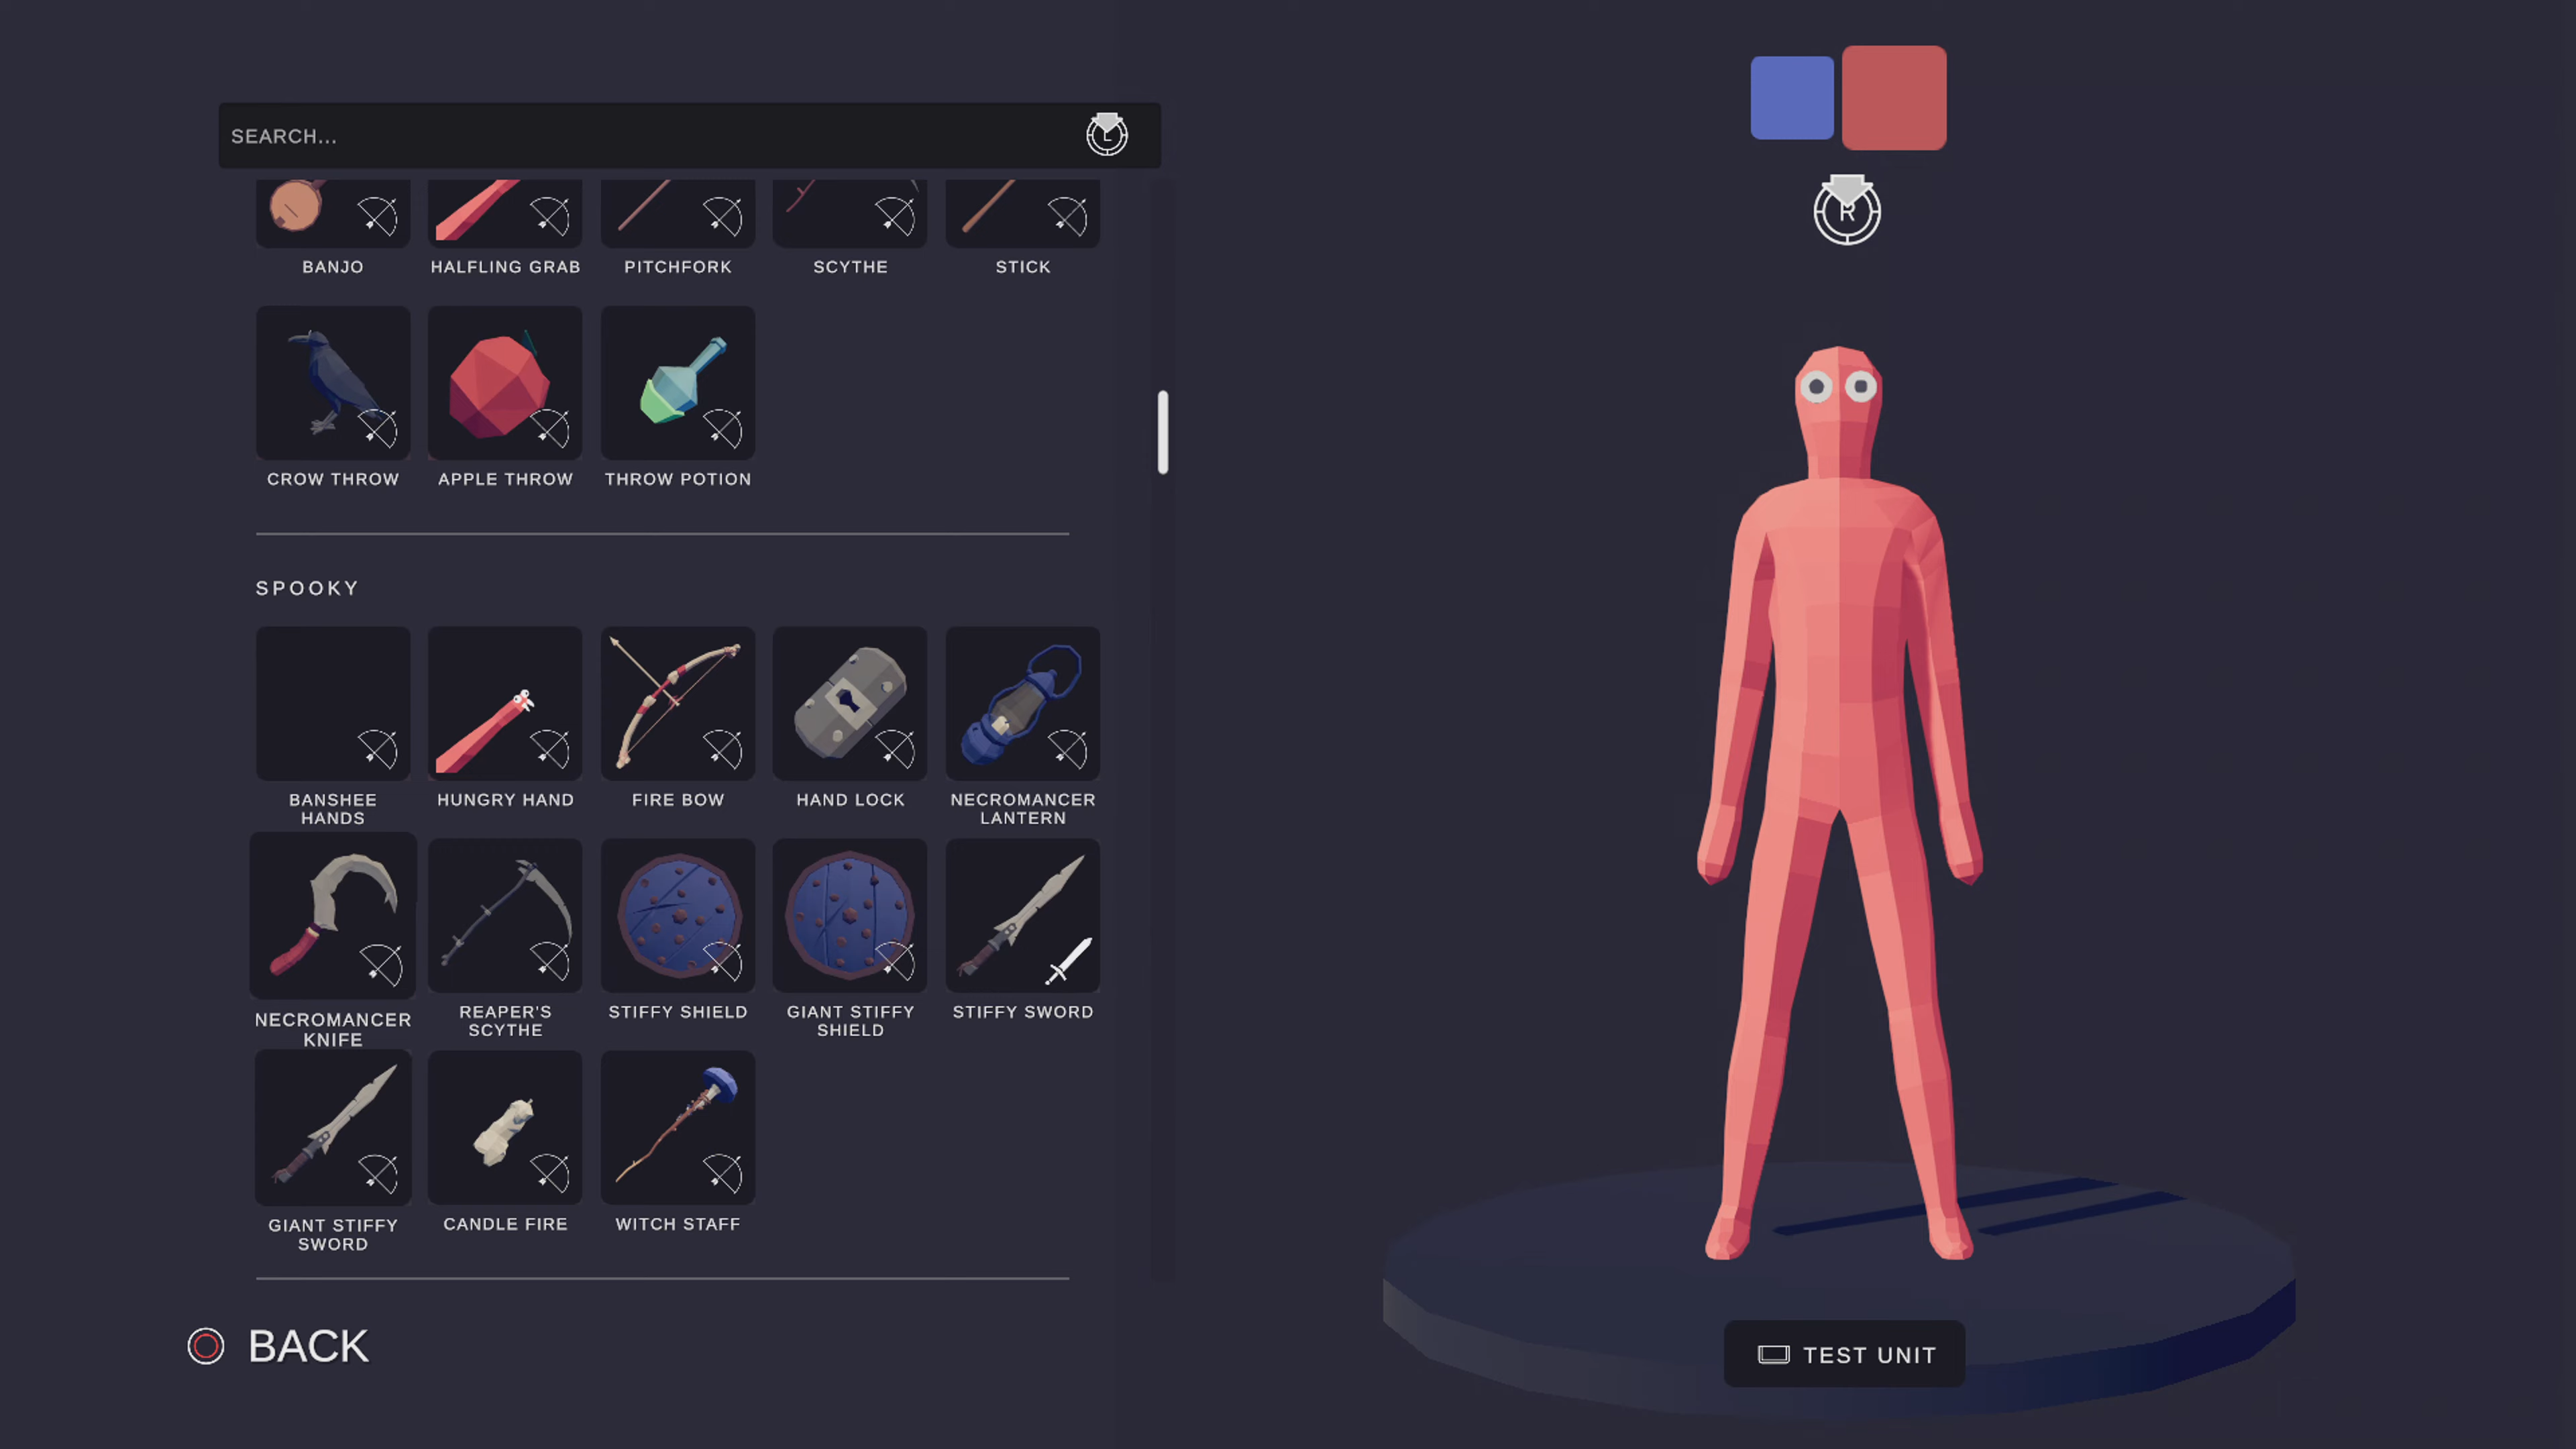 SEARCH...
L
R
BANJO
HALFLING GRAB
PITCHFORK
SCYTHE
STICK
CROW THROW
APPLE THROW
THROW POTION
SPOOKY
BANSHEE
HANDS
HUNGRY HAND
FIRE BOW
HAND LOCK
NECROMANCER
LANTERN
NECROMANCER
KNIFE
REAPER'S
SCYTHE
STIFFY SHIELD
GIANT STIFFY
SHIELD
STIFFY SWORD
GIANT STIFFY
SWORD
CANDLE FIRE
WITCH STAFF
BACK
TEST UNIT